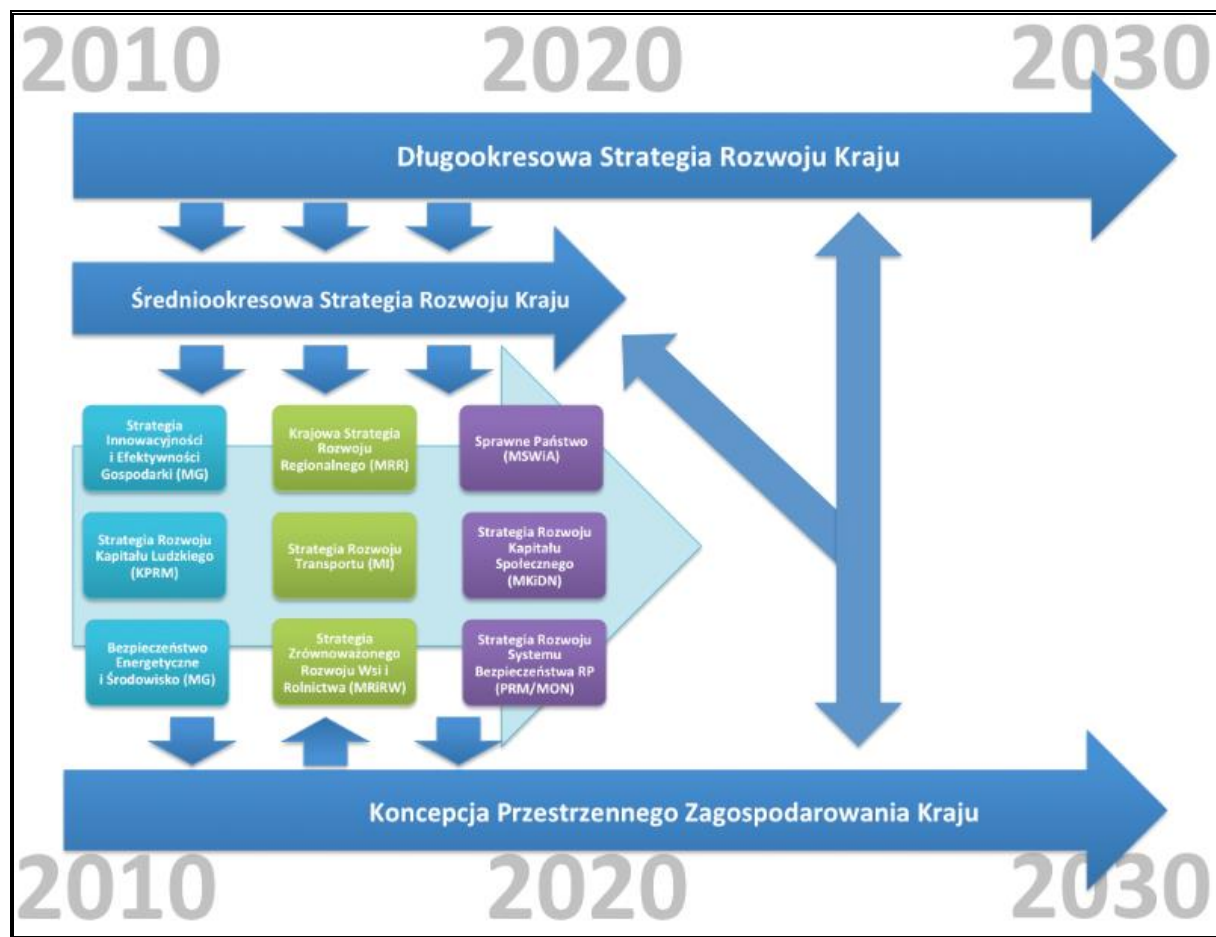 2010 2020 2030
Długookresowa Strategia Rozwoju Kraju
Średniookresowa Strategia Rozwoju Kraju
Strategia
Innowacyjności
i Efektywności
Gospodarki (MG)
Krajowa Strategia
Rozwoju
Regionalnego (MRR)
Sprawne Państwo
(MSWiA)
Strategia Rozwoju
Kapitału Ludzkiego
(KPRM)
Strategia Rozwoju
Transportu (MI)
Strategia Rozwoju
Kapitału
Społecznego
(MKiDN)
Bezpieczeństwo
Energetyczne
i Środowisko (MG)
Strategia
Zrównoważonego
Rozwoju Wsi i
Rolnictwa (MRiRW)
Strategia Rozwoju
Systemu
Bezpieczeństwa RP
(PRM/MON)
Koncepcja Przestrzennego Zagospodarowania Kraju
2010 2020 2030